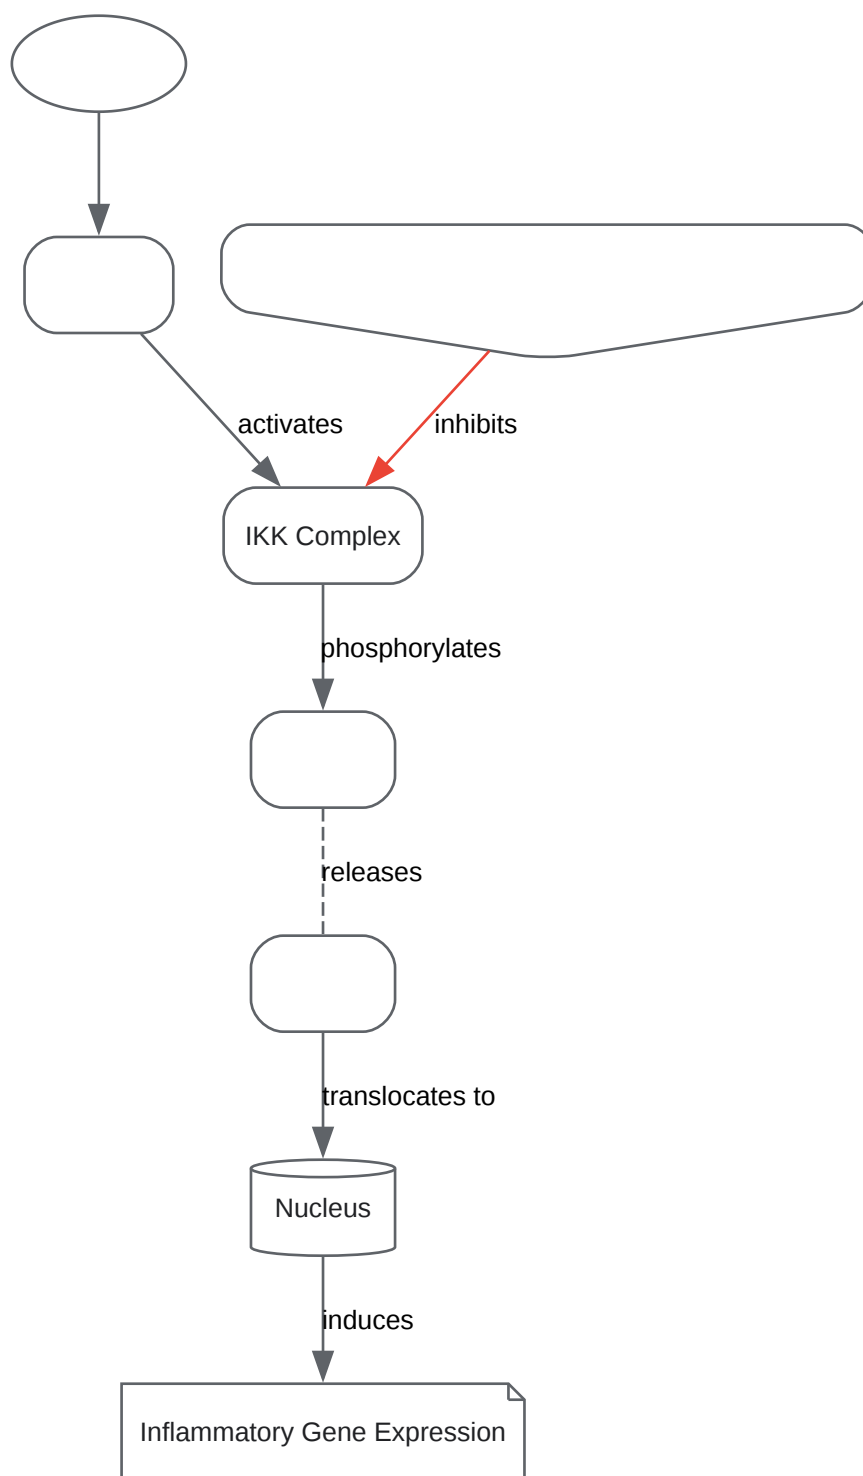 activates
inhibits
IKK Complex
phosphorylates
releases
translocates to
Nucleus
induces
Inflammatory Gene Expression